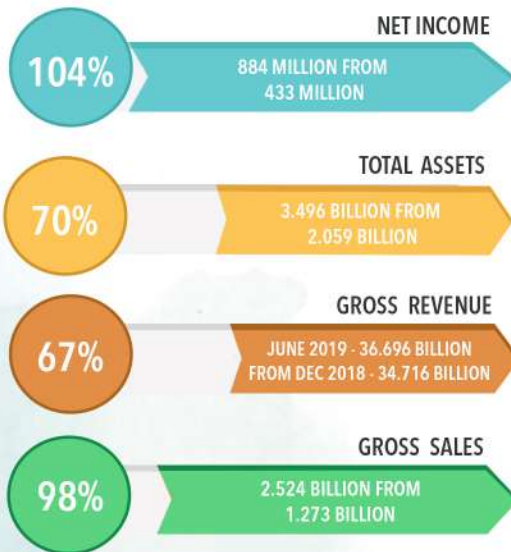 NET INCOME
104%
884 MILLION FROM
433 MILLION
TOTAL ASSETS
70%
3.496 BILLION FROM
2.059 BILLION
GROSS REVENUE
67%
JUNE 2019 - 36.696 BILLION
FROM DEC 2018 - 34.716 BILLION
GROSS SALES
98%
2.524 BILLION FROM
1.273 BILLION